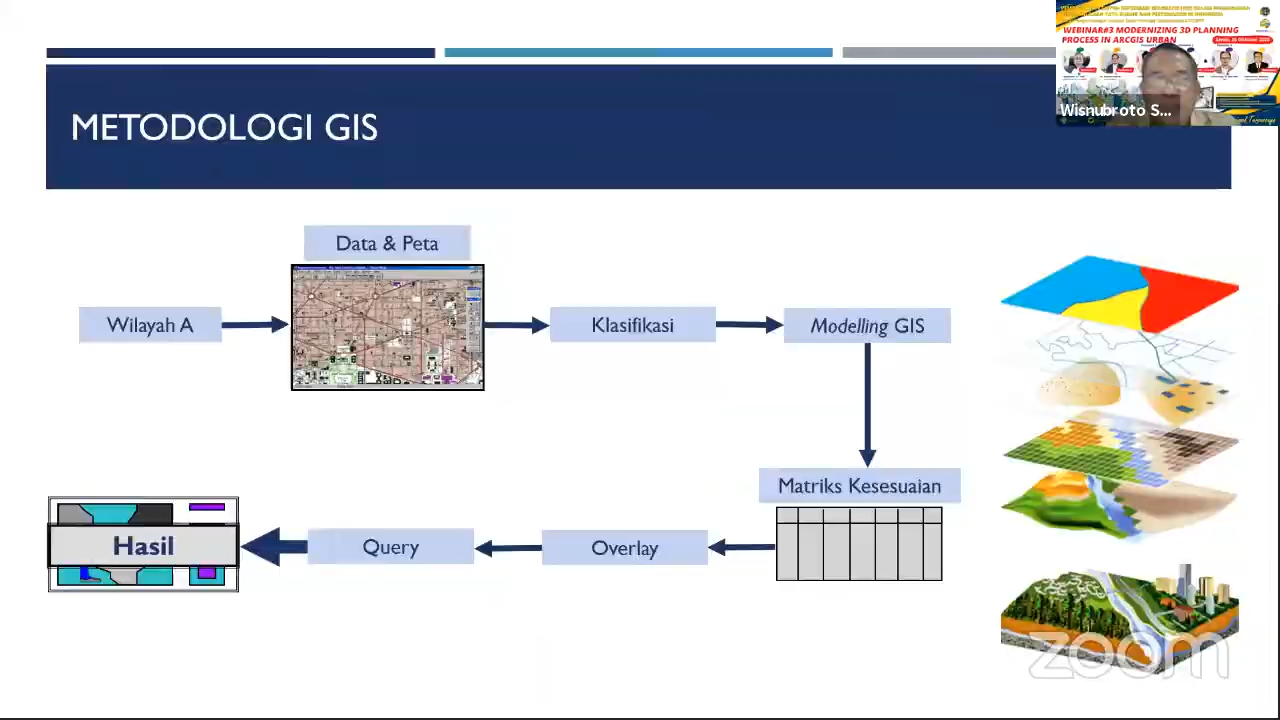 WEBINAR#3 MODERNIZING 3D PLANNING
PROCESS IN ARCGIS URBAN
Wisnubroto S...
METODOLOGI GIS
Data & Peta
Wilayah A
Klasifikasi
Modelling GIS
Matriks Kesesuaian
Hasil
Query
Overlay
zoom